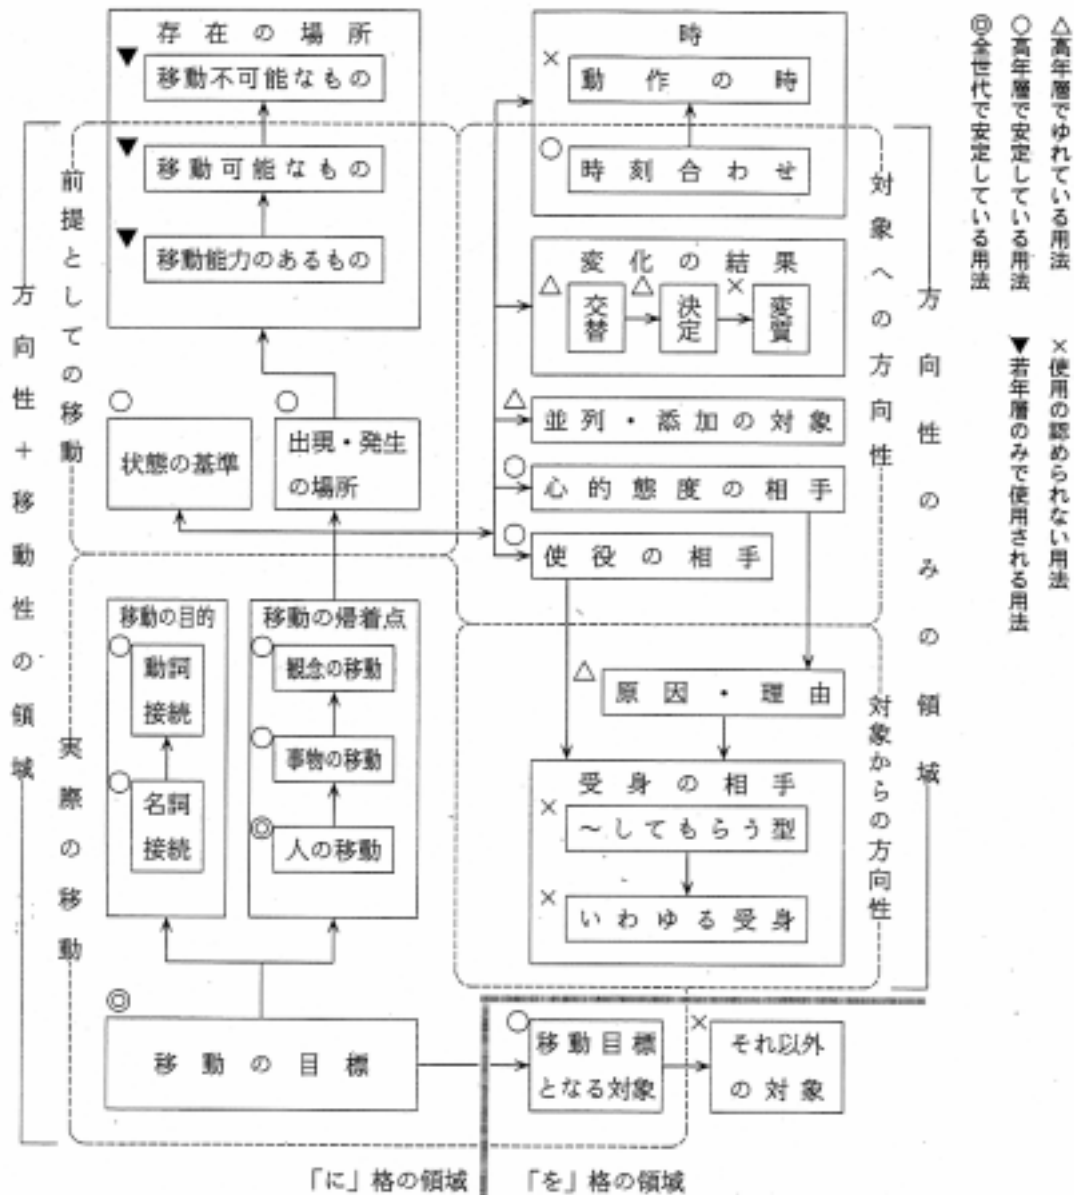 △高年層でゆれている用法
○高年層で安定している用法
◎全世代で安定している用法
×使用の認められない用法
▼若年層のみで使用される用法
方向性＋移動性の領域
前提としての移動
存在の場所
▼
移動不可能なもの
▼
移動可能なもの
▼
移動能力のあるもの
○
状態の基準
○
出現・発生
の場所
実際の移動
移動の目的
○
動詞
接続
○
名詞
接続
移動の帰着点
○
観念の移動
○
事物の移動
◎
人の移動
◎
移動の目標
方向性のみの領域
対象への方向性
時
×
動作の時
○
時刻合わせ
変化の結果
△
交替
△
決定
×
変質
△
並列・添加の対象
○
心的態度の相手
○
使役の相手
対象からの方向性
△
原因・理由
受身の相手
×
～してもらう型
×
いわゆる受身
○
移動目標
となる対象
×
それ以外
の対象
「に」格の領域
「を」格の領域